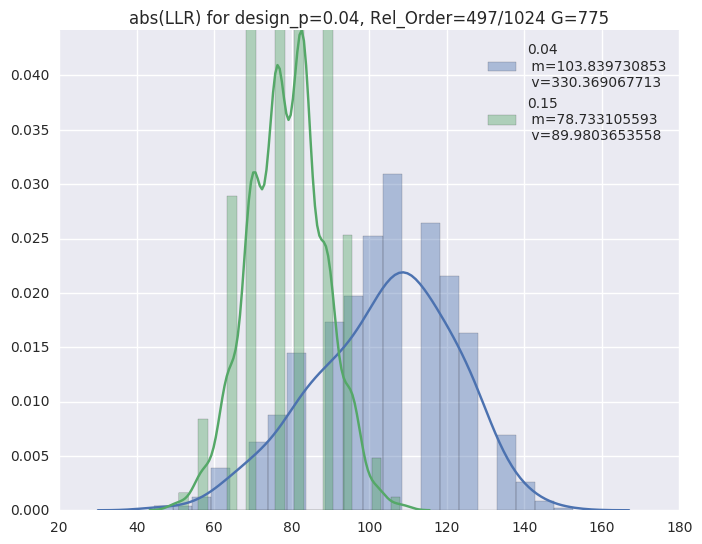 abs(LLR) for design_p=0.04, Rel_Order=497/1024 G=775
0.04
m=103.839730853
v=330.369067713
0.15
m=78.733105593
v=89.9803653558
0.040
0.035
0.030
0.025
0.020
0.015
0.010
0.005
0.000
20 40 60 80 100 120 140 160 180